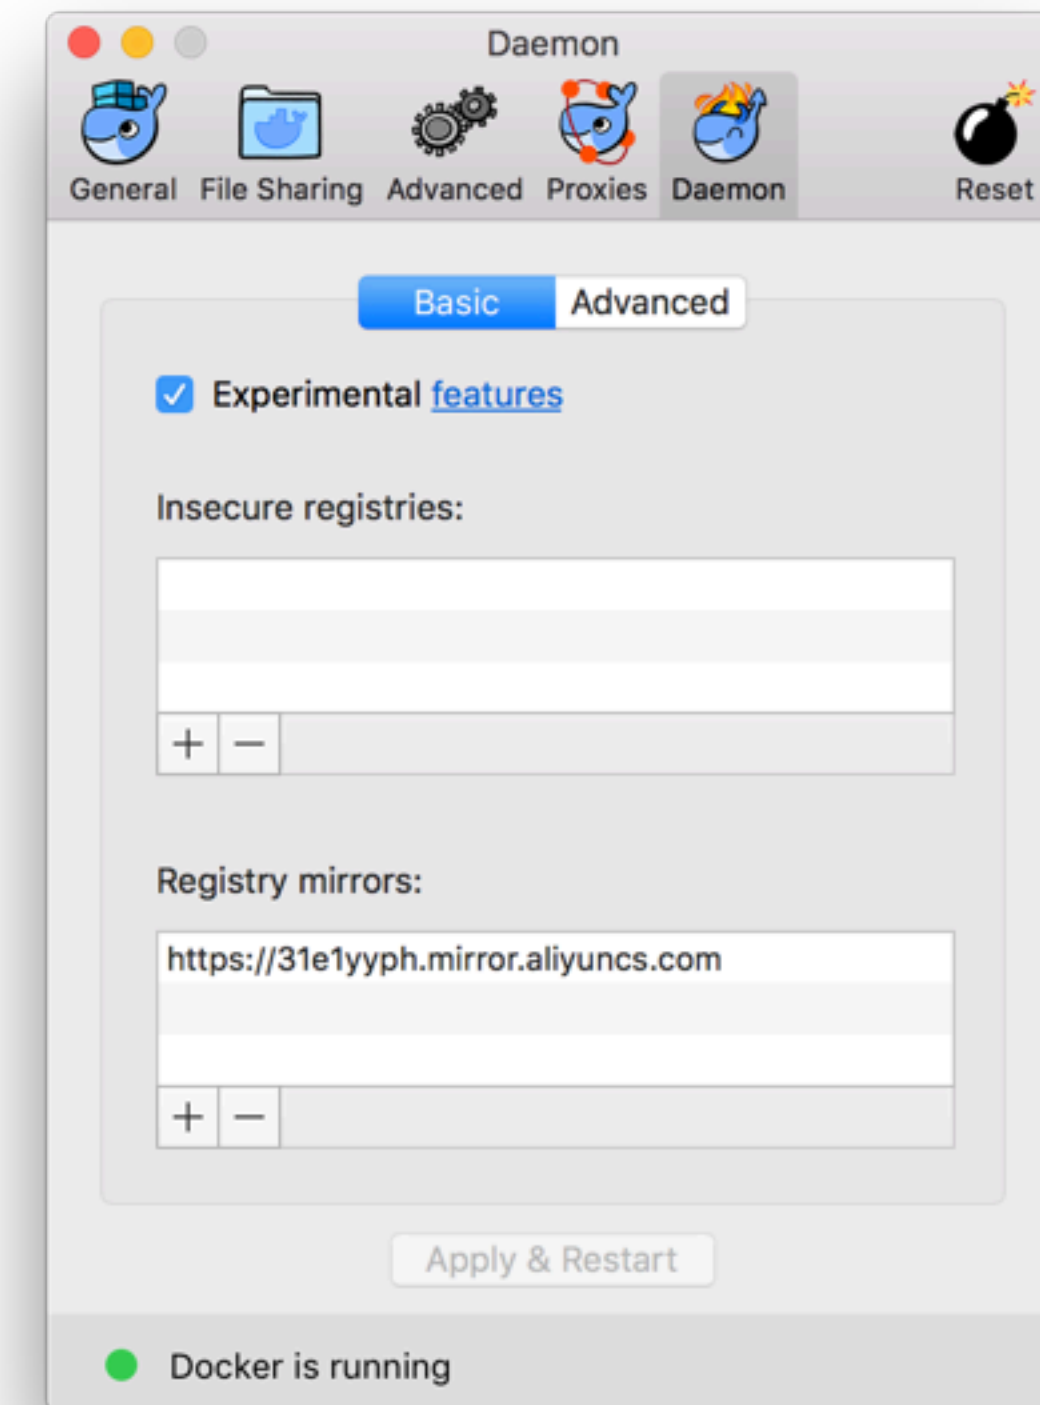 Daemon
General File Sharing Advanced Proxies Daemon Reset
Basic Advanced
Experimental features
Insecure registries:
+ −
Registry mirrors:
https://31e1yyph.mirror.aliyuncs.com
+ −
Apply & Restart
Docker is running